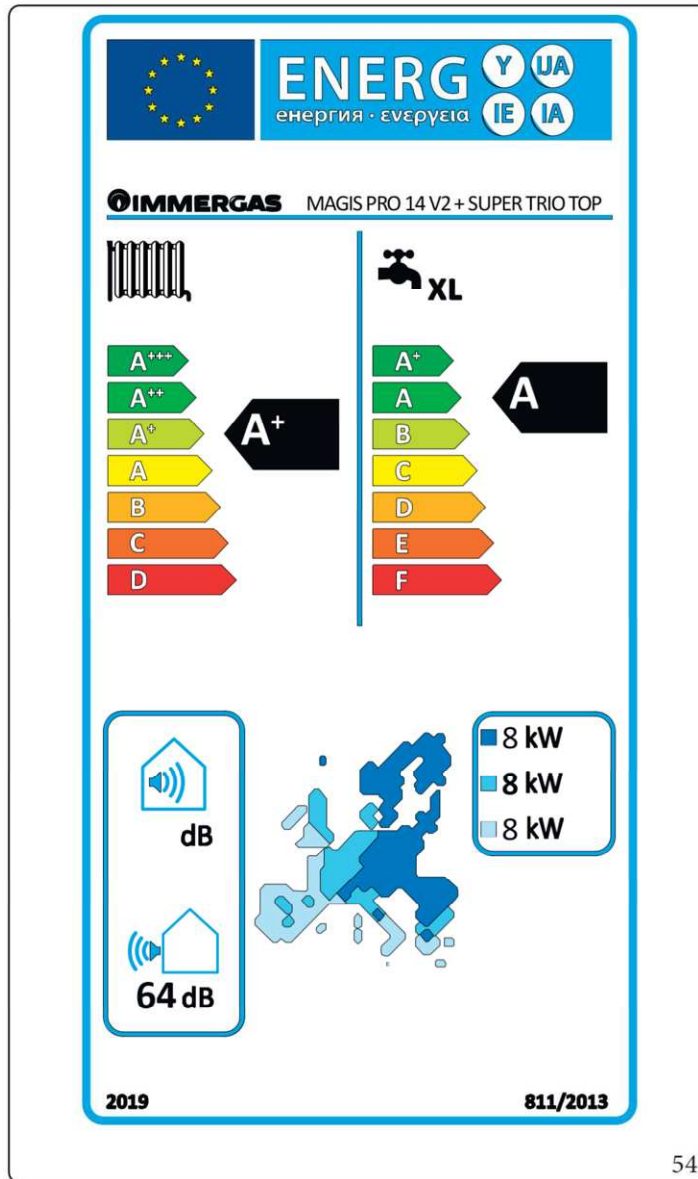 ENERG Y IJA
енергия · ενεργεια IE IA
IMMERGAS MAGIS PRO 14 V2 + SUPER TRIO TOP
XL
A+++
A++
A+
A
B
C
D
A+
A+
A
B
C
D
E
F
A
dB
64 dB
8 kW
8 kW
8 kW
2019 811/2013
54